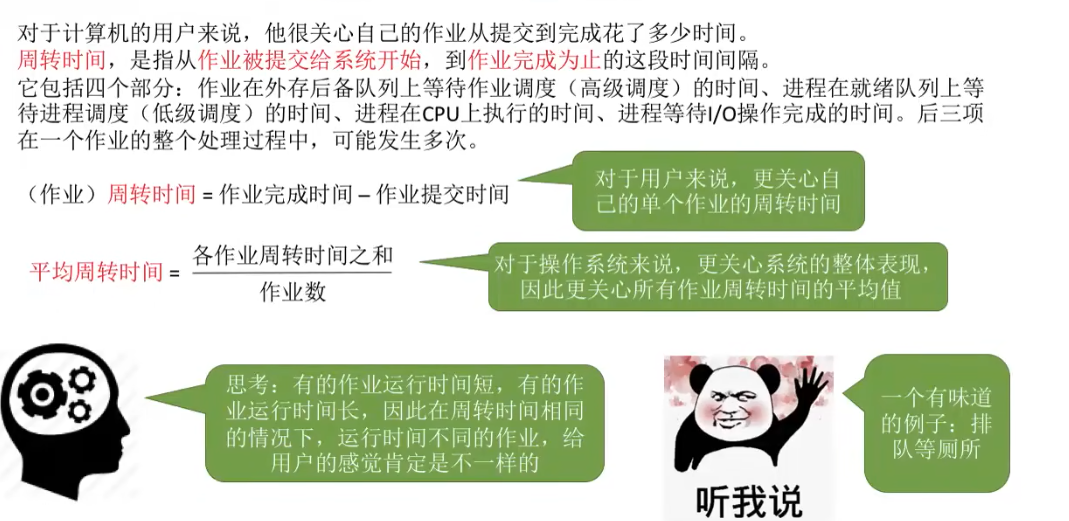 对于计算机的用户来说，他很关心自己的作业从提交到完成花了多少时间。
周转时间，是指从作业被提交给系统开始，到作业完成为止的这段时间间隔。
它包括四个部分：作业在外存后备队列上等待作业调度（高级调度）的时间、进程在就绪队列上等
待进程调度（低级调度）的时间、进程在CPU上执行的时间、进程等待I/O操作完成的时间。后三项
在一个作业的整个处理过程中，可能发生多次。
（作业）周转时间 = 作业完成时间 – 作业提交时间
对于用户来说，更关心自
己的单个作业的周转时间
平均周转时间 =
各作业周转时间之和
作业数
对于操作系统来说，更关心系统的整体表现，
因此更关心所有作业周转时间的平均值
思考：有的作业运行时间短，有的作
业运行时间长，因此在周转时间相同
的情况下，运行时间不同的作业，给
用户的感觉肯定是不一样的
听我说
一个有味道
的例子：排
队等厕所